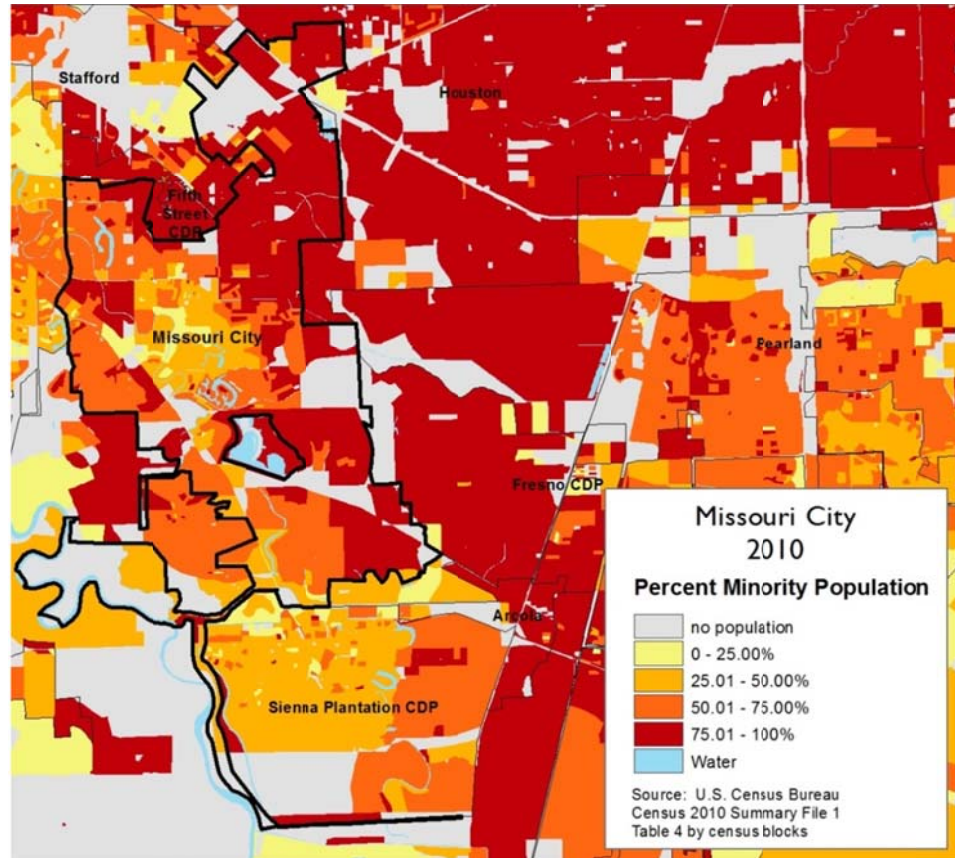 Stafford
Houston
Fifth
Street
CDP
Missouri City
Pearland
Fresno CDP
Arcola
Sienna Plantation CDP
Missouri City
2010
Percent Minority Population
no population
0 - 25.00%
25.01 - 50.00%
50.01 - 75.00%
75.01 - 100%
Water
Source: U.S. Census Bureau
Census 2010 Summary File 1
Table 4 by census blocks